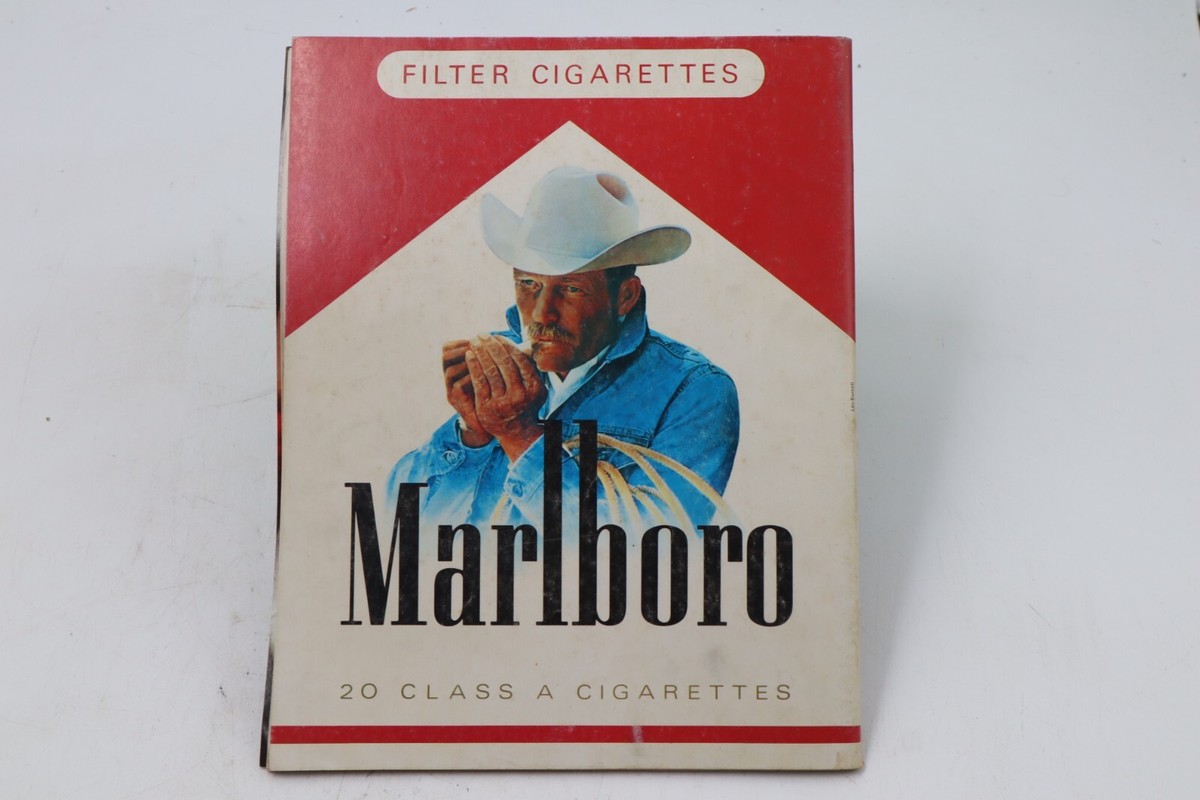 FILTER CIGARETTES
Marlboro
20 CLASS A CIGARETTES